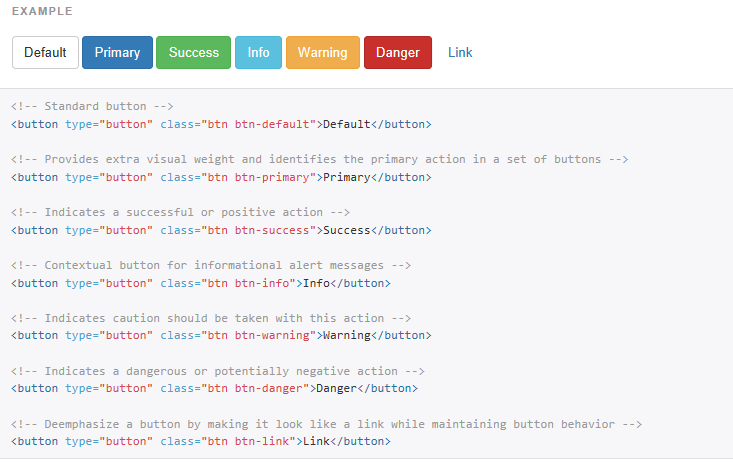 EXAMPLE
Default Primary Success Info Warning Danger Link
<!-- Standard button -->
<button type="button" class="btn btn-default">Default</button>
<!-- Provides extra visual weight and identifies the primary action in a set of buttons -->
<button type="button" class="btn btn-primary">Primary</button>
<!-- Indicates a successful or positive action -->
<button type="button" class="btn btn-success">Success</button>
<!-- Contextual button for informational alert messages -->
<button type="button" class="btn btn-info">Info</button>
<!-- Indicates caution should be taken with this action -->
<button type="button" class="btn btn-warning">Warning</button>
<!-- Indicates a dangerous or potentially negative action -->
<button type="button" class="btn btn-danger">Danger</button>
<!-- Deemphasize a button by making it look like a link while maintaining button behavior -->
<button type="button" class="btn btn-link">Link</button>